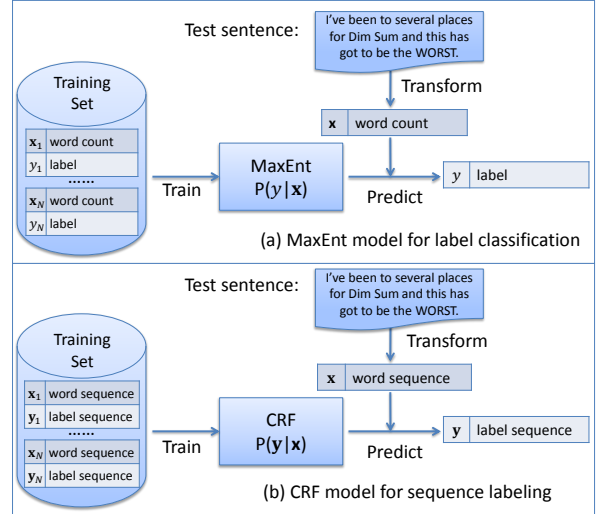 Test sentence:
I've been to several places
for Dim Sum and this has
got to be the WORST.
Training
Set
Transform
x word count
x1 word count
y1 label
......
xN word count
yN label
Train
MaxEnt
P(y|x)
Predict
y label
(a) MaxEnt model for label classification
Test sentence:
I've been to several places
for Dim Sum and this has
got to be the WORST.
Training
Set
Transform
x word sequence
x1 word sequence
y1 label sequence
......
xN word sequence
yN label sequence
Train
CRF
P(y|x)
Predict
y label sequence
(b) CRF model for sequence labeling